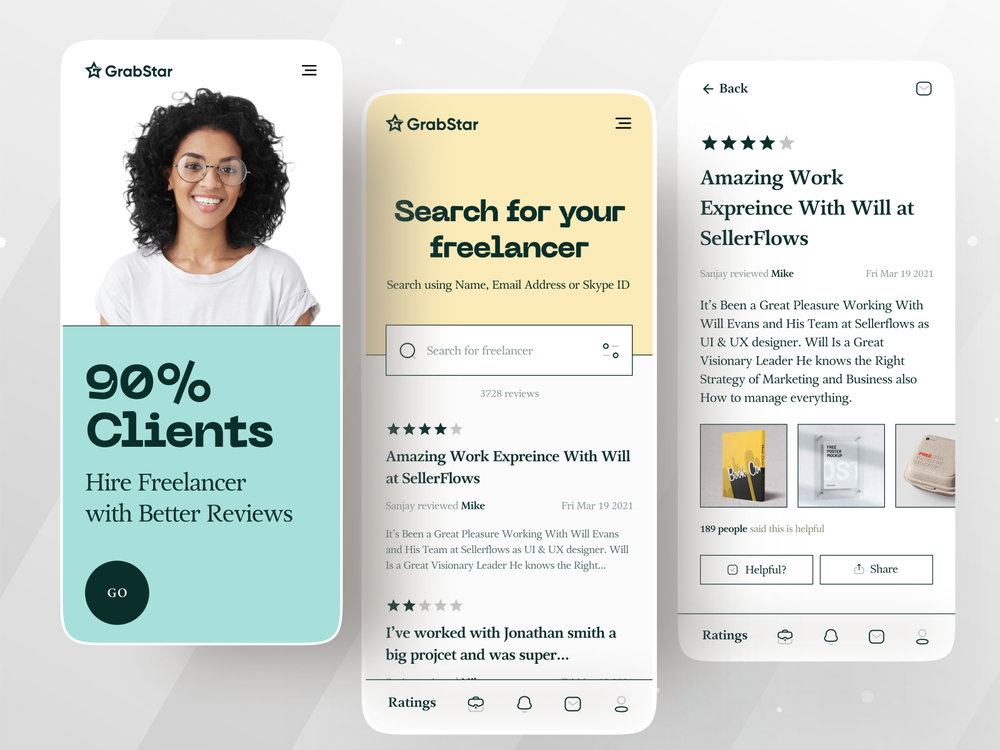 GrabStar
90%
Clients
Hire Freelancer
with Better Reviews
GO
GrabStar
Search for your
freelancer
Search using Name, Email Address or Skype ID
Search for freelancer
3728 reviews
Amazing Work Expreince With Will
at SellerFlows
Sanjay reviewed Mike
Fri Mar 19 2021
It's Been a Great Pleasure Working With Will Evans
and His Team at Sellerflows as UI & UX designer. Will
Is a Great Visionary Leader He knows the Right...
I've worked with Jonathan smith a
big projcet and was super...
Ratings
Back
Amazing Work
Expreince With Will at
SellerFlows
Sanjay reviewed Mike
Fri Mar 19 2021
It's Been a Great Pleasure Working With
Will Evans and His Team at Sellerflows as
UI & UX designer. Will Is a Great
Visionary Leader He knows the Right
Strategy of Marketing and Business also
How to manage everything.
FREE
POSTER
MOCKUP
189 people said this is helpful
Helpful?
Share
Ratings